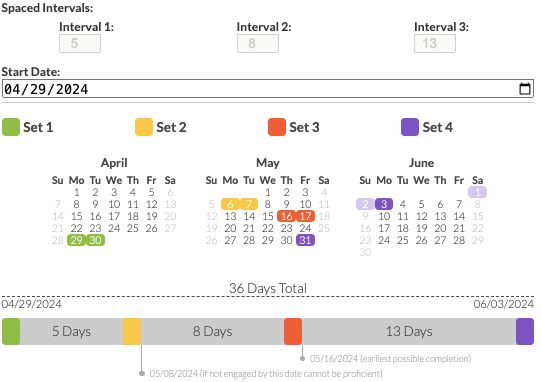 Spaced Intervals:
Interval 1: Interval 2: Interval 3:
5 8 13
Start Date:
04/29/2024
Set 1 Set 2 Set 3 Set 4
April May June
Su Mo Tu We Th Fr Sa Su Mo Tu We Th Fr Sa Su Mo Tu We Th Fr Sa
1 2 3 4 5 6 1 2 3 4 1
7 8 9 10 11 12 13 5 6 7 8 9 10 11 2 3 4 5 6 7 8
14 15 16 17 18 19 20 12 13 14 15 16 17 18 9 10 11 12 13 14 15
21 22 23 24 25 26 27 19 20 21 22 23 24 25 16 17 18 19 20 21 22
28 29 30 26 27 28 29 30 31 23 24 25 26 27 28 29
30
36 Days Total
04/29/2024 06/03/2024
5 Days 8 Days 13 Days
05/16/2024 (earliest possible completion)
05/08/2024 (if not engaged by this date cannot be proficient)